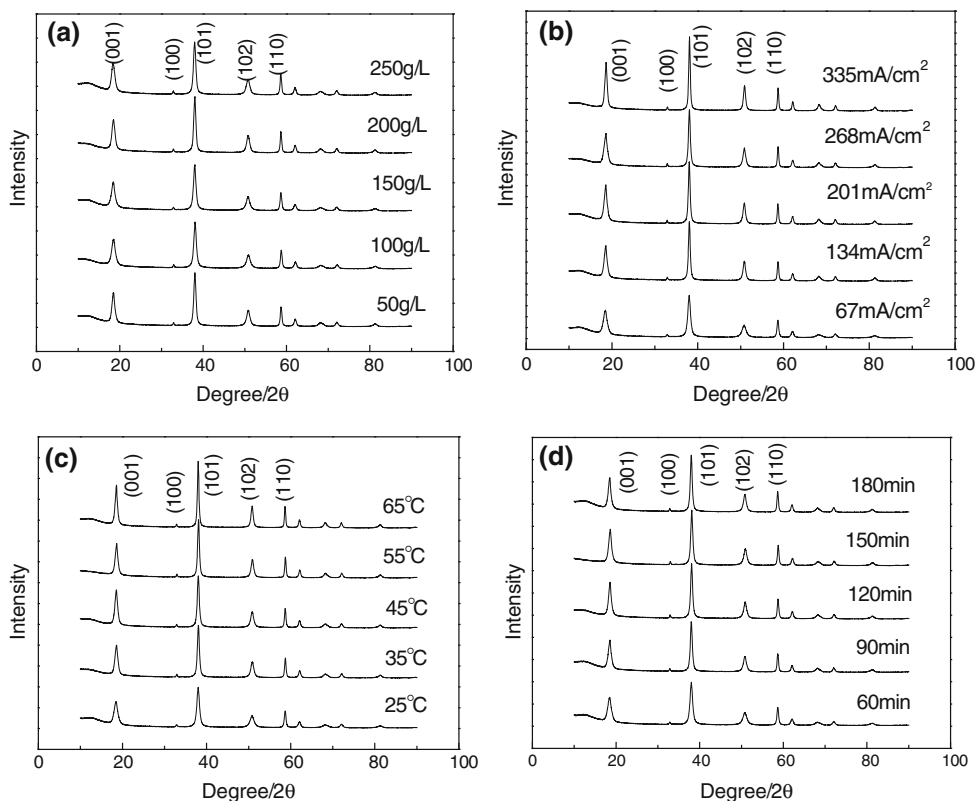 (a)
(001)
(100)
(101)
(102)
(110)
250g/L
200g/L
150g/L
100g/L
50g/L
Intensity
0 20 40 60 80 100
Degree/2θ
(b)
(001)
(100)
(101)
(102)
(110)
335mA/cm²
268mA/cm²
201mA/cm²
134mA/cm²
67mA/cm²
Intensity
0 20 40 60 80 100
Degree/2θ
(c)
(001)
(100)
(101)
(102)
(110)
65°C
55°C
45°C
35°C
25°C
Intensity
0 20 40 60 80 100
Degree/2θ
(d)
(001)
(100)
(101)
(102)
(110)
180min
150min
120min
90min
60min
Intensity
0 20 40 60 80 100
Degree/2θ